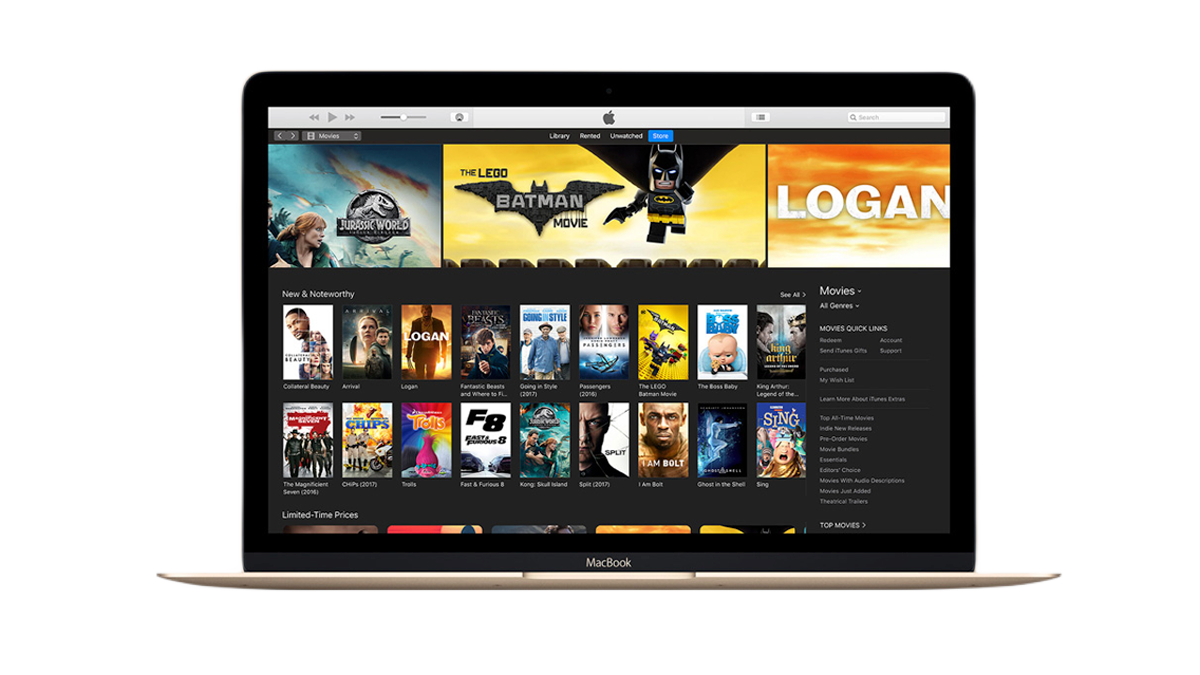 Search
Movies
Library Rented Unwatched Store
JURASSIC WORLD
THE LEGO
BATMAN
MOVIE
LOGAN
New & Noteworthy
See All >
Movies
All Genres
MOVIES QUICK LINKS
Redeem Account
Send iTunes Gifts Support
Purchased
My Wish List
Learn More About iTunes Extras
Top All-Time Movies
Indie New Releases
Pre-Order Movies
Movie Bundles
Essentials
Editors' Choice
Movies With Audio Descriptions
Movies Just Added
Theatrical Trailers
TOP MOVIES >
COLLATERAL
BEAUTY
ARRIVAL
LOGAN
FANTASTIC
BEASTS
GOING IN STYLE
PASSENGERS
BOSS
BABY
king
arthur
Collateral Beauty
Arrival
Logan
Fantastic Beasts
and Where to Fi...
Going in Style
(2017)
Passengers
(2016)
The LEGO
Batman Movie
The Boss Baby
King Arthur:
Legend of the...
MAGNIFICENT
SEVEN
CHIPS
Trolls
F8
FAST &
FURIOUS 8
JURASSIC WORLD
SPLIT
I AM BOLT
SCARLETT JOHANSSON
GHOST IN THE SHELL
SING
The Magnificent
Seven (2016)
CHiPs (2017)
Trolls
Fast & Furious 8
Kong: Skull Island
Split (2017)
I Am Bolt
Ghost in the Shell
Sing
Limited-Time Prices
MacBook